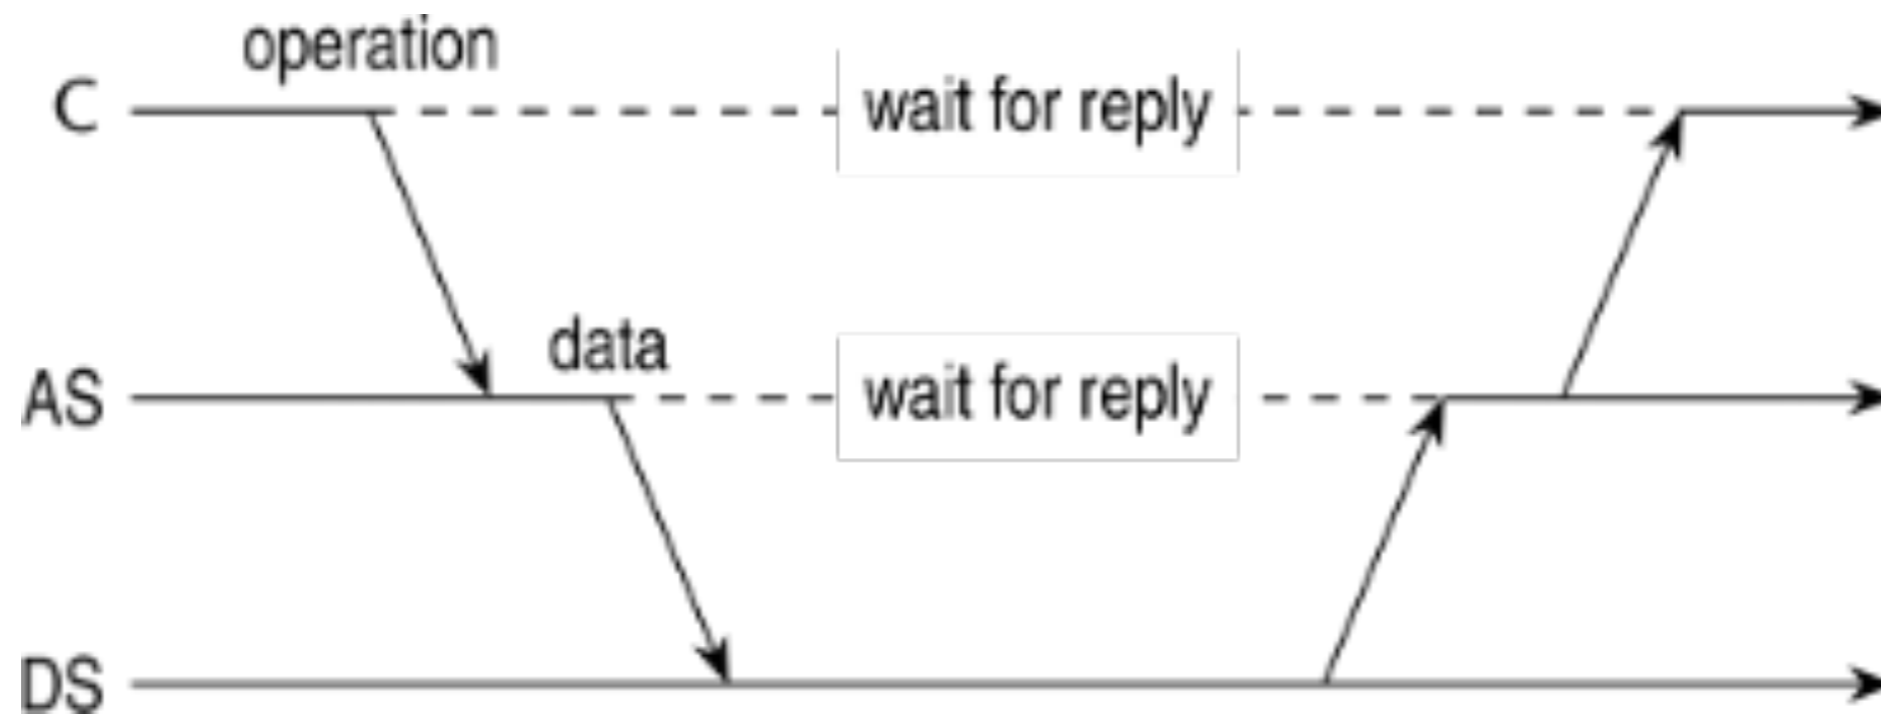 operation
C
wait for reply
data
AS
wait for reply
DS